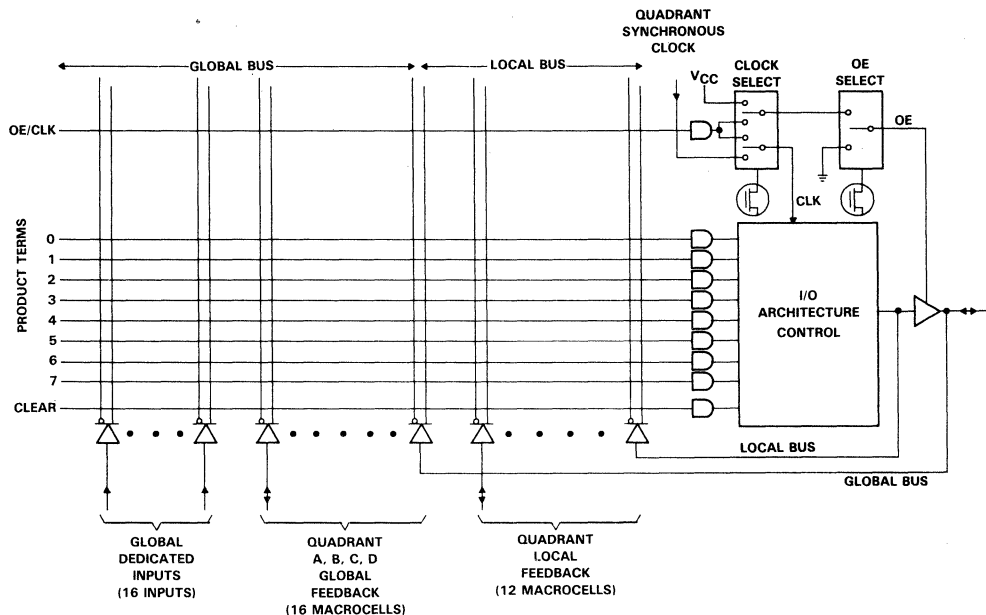 QUADRANT
SYNCHRONOUS
CLOCK
GLOBAL BUS
LOCAL BUS
VCC
CLOCK
SELECT
OE
SELECT
OE/CLK
OE
CLK
PRODUCT TERMS
0
1
2
3
4
5
6
7
CLEAR
I/O
ARCHITECTURE
CONTROL
LOCAL BUS
GLOBAL BUS
GLOBAL
DEDICATED
INPUTS
(16 INPUTS)
QUADRANT
A, B, C, D
GLOBAL
FEEDBACK
(16 MACROCELLS)
QUADRANT
LOCAL
FEEDBACK
(12 MACROCELLS)